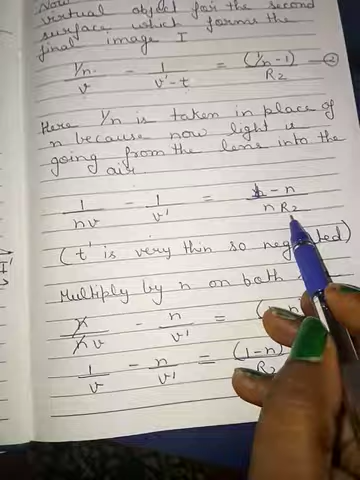 Now
virtual object for the second
surface which forms the
final image I
(1/n)/v - 1/(v'-t) = (1/n-1)/R₂ —②
Here 1/n is taken in place of
n because now light is
going from the lens into the
air
1/nv - 1/v' = 1-n/nR₂
(t' is very thin so neglected)
Multiply by n on both
n/nv - n/v' =
1/v - n/v' = (1-n)/R₂